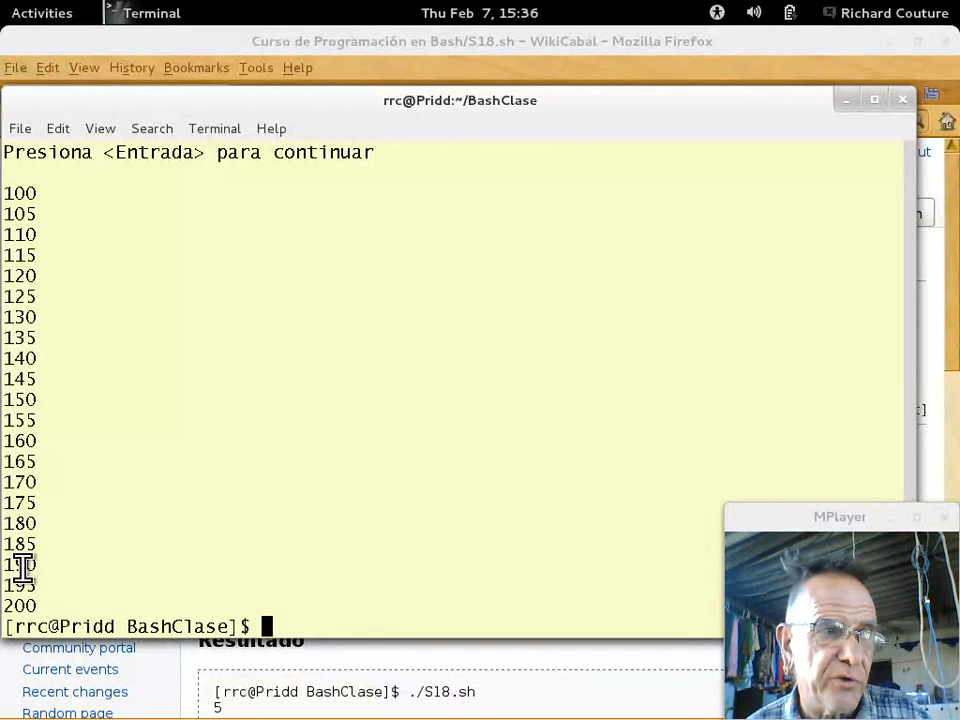 Activities
Terminal
Thu Feb 7, 15:36
Richard Couture
Curso de Programación en Bash/S18.sh - WikiCabal - Mozilla Firefox
File Edit View History Bookmarks Tools Help
rrc@Pridd:~/BashClase
File Edit View Search Terminal Help
Presiona <Entrada> para continuar
100
105
110
115
120
125
130
135
140
145
150
155
160
165
170
175
180
185
195
200
[rrc@Pridd BashClase]$
MPlayer
Resultado
Community portal
Current events
Recent changes
Random page
[rrc@Pridd BashClase]$ ./S18.sh
5